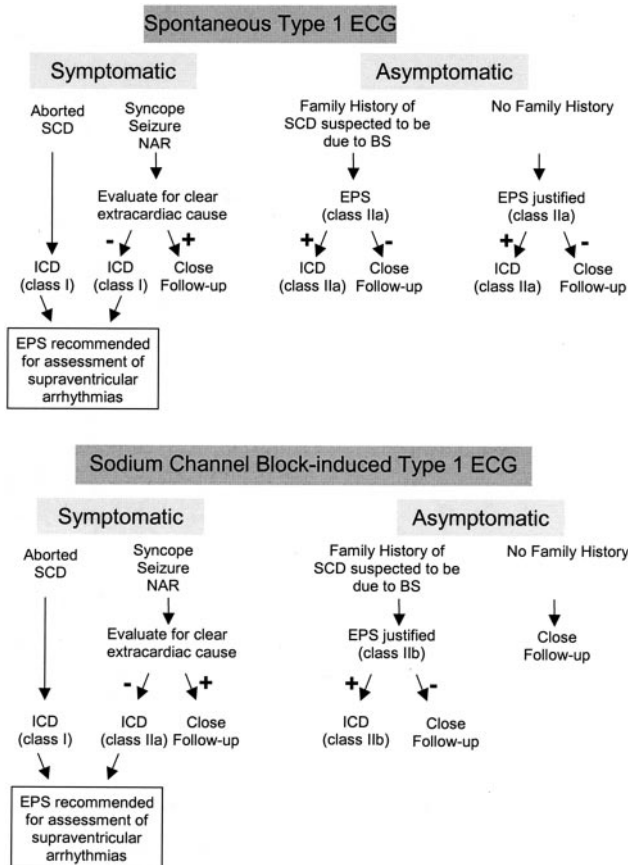 Spontaneous Type 1 ECG
Symptomatic
Asymptomatic
Aborted
SCD
Syncope
Seizure
NAR
Family History of
SCD suspected to be
due to BS
No Family History
Evaluate for clear
extracardiac cause
EPS
(class IIa)
EPS justified
(class IIa)
- +
+ -
+ -
ICD
(class I)
ICD
(class I)
Close
Follow-up
ICD
(class IIa)
Close
Follow-up
ICD
(class IIa)
Close
Follow-up
EPS recommended
for assessment of
supraventricular
arrhythmias
Sodium Channel Block-induced Type 1 ECG
Symptomatic
Asymptomatic
Aborted
SCD
Syncope
Seizure
NAR
Family History of
SCD suspected to be
due to BS
No Family History
Evaluate for clear
extracardiac cause
EPS justified
(class IIb)
Close
Follow-up
- +
+ -
ICD
(class I)
ICD
(class IIa)
Close
Follow-up
ICD
(class IIb)
Close
Follow-up
EPS recommended
for assessment of
supraventricular
arrhythmias